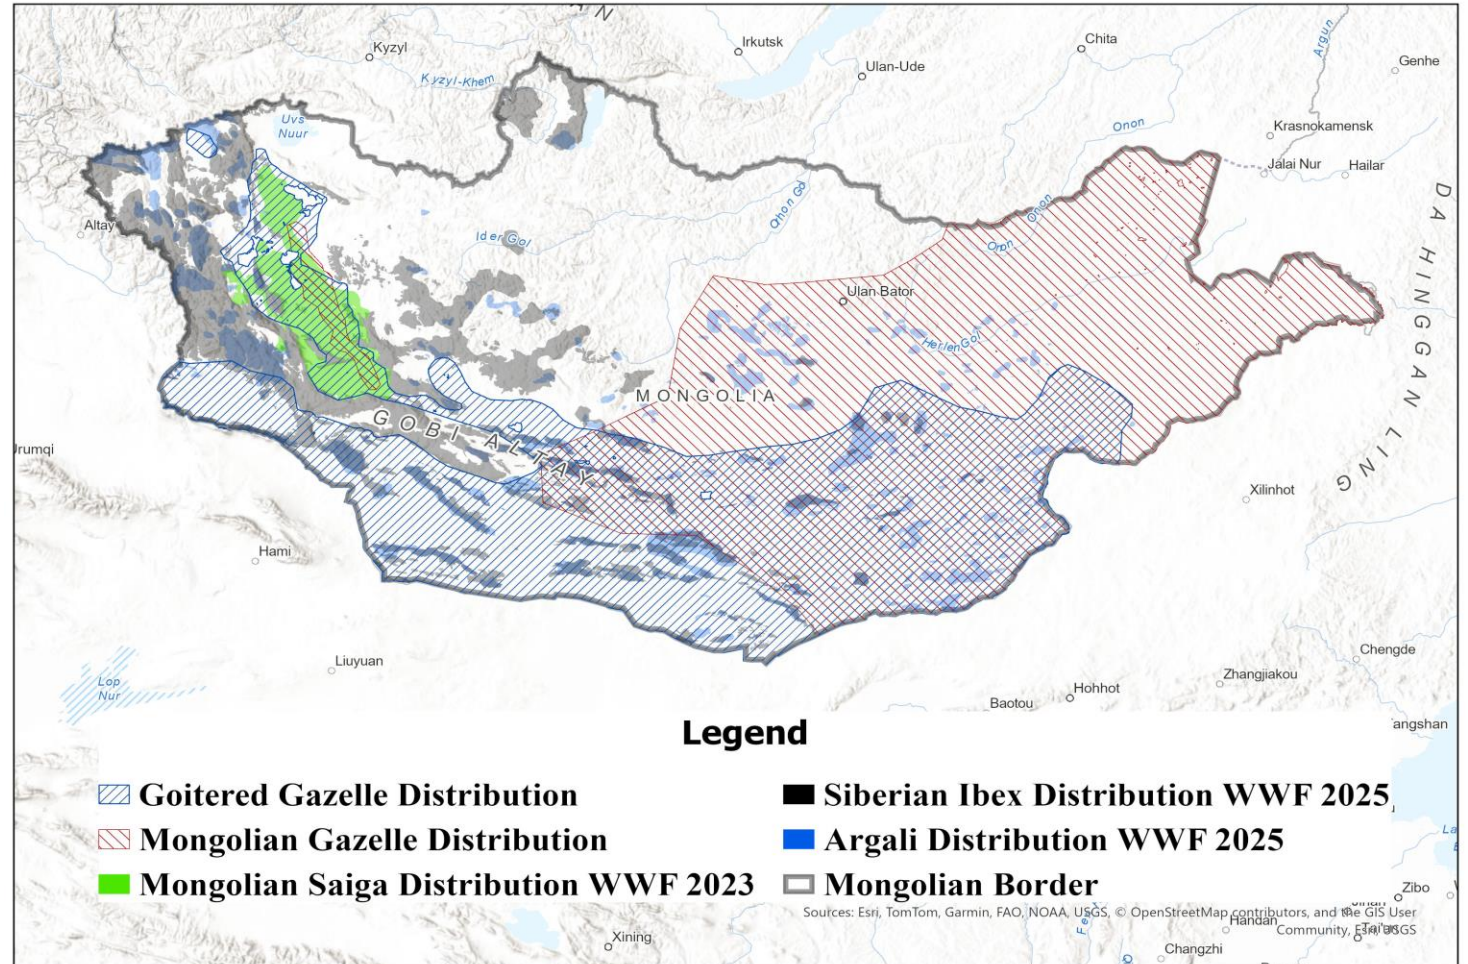 A N
Kyzyl
Irkutsk
Chita
Argun
Genhe
Kyzyl-Khem
Ulan-Ude
Uvs
Nuur
Onon
Krasnokamensk
Jalai Nur
Hailar
Altay
Orhon Gol
Onon
Ider Gol
Onon
DA HINGGAN LING
Ulan Bator
Herlen Gol
MONGOLIA
GOBI ALTAY
Urumqi
Xilinhot
Hami
Liuyuan
Chengde
Lop
Nur
Zhangjiakou
Hohhot
Baotou
angshan
Legend
Goitered Gazelle Distribution
Siberian Ibex Distribution WWF 2025
Mongolian Gazelle Distribution
Argali Distribution WWF 2025
Mongolian Saiga Distribution WWF 2023
Mongolian Border
Zibo
Sources: Esri, TomTom, Garmin, FAO, NOAA, USGS, © OpenStreetMap contributors, and the GIS User
Community, Esri, USGS
Handan
Xining
Changzhi